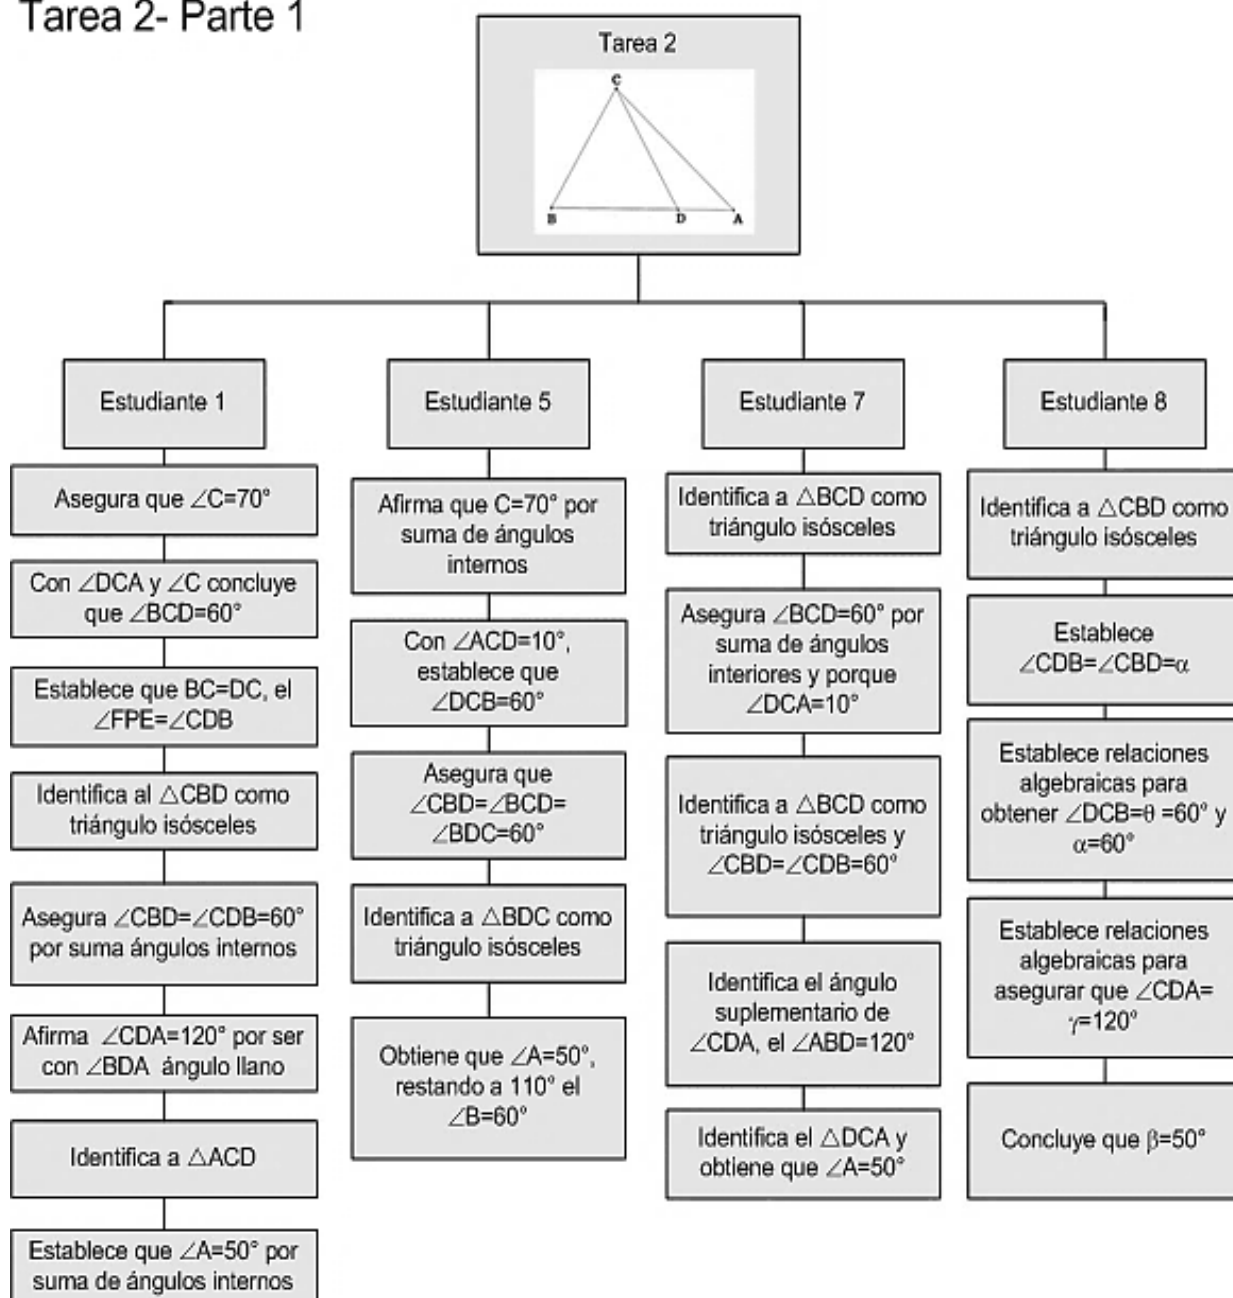 Tarea 2- Parte 1
Tarea 2
C
B
D
A
Estudiante 1
Asegura que ∠C=70°
Con ∠DCA y ∠C concluye
que ∠BCD=60°
Establece que BC=DC, el
∠FPE=∠CDB
Identifica al △CBD como
triángulo isósceles
Asegura ∠CBD=∠CDB=60°
por suma ángulos internos
Afirma ∠CDA=120° por ser
con ∠BDA ángulo llano
Identifica a △ACD
Establece que ∠A=50° por
suma de ángulos internos
Estudiante 5
Afirma que C=70° por
suma de ángulos
internos
Con ∠ACD=10°,
establece que
∠DCB=60°
Asegura que
∠CBD=∠BCD=
∠BDC=60°
Identifica a △BDC como
triángulo isósceles
Obtiene que ∠A=50°,
restando a 110° el
∠B=60°
Estudiante 7
Identifica a △BCD como
triángulo isósceles
Asegura ∠BCD=60° por
suma de ángulos
interiores y porque
∠DCA=10°
Identifica a △BCD como
triángulo isósceles y
∠CBD=∠CDB=60°
Identifica el ángulo
suplementario de
∠CDA, el ∠ABD=120°
Identifica el △DCA y
obtiene que ∠A=50°
Estudiante 8
Identifica a △CBD como
triángulo isósceles
Establece
∠CDB=∠CBD=α
Establece relaciones
algebraicas para
obtener ∠DCB=θ =60° y
α=60°
Establece relaciones
algebraicas para
asegurar que ∠CDA=
γ=120°
Concluye que β=50°